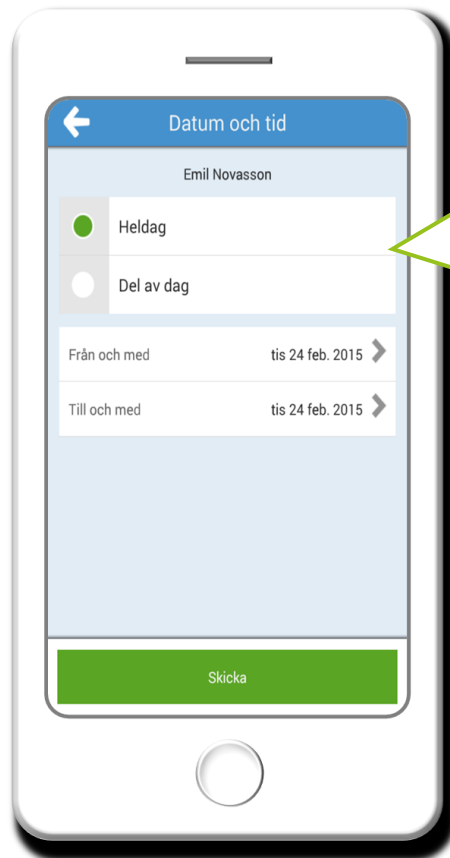 Datum och tid
Emil Novasson
Heldag
Del av dag
Från och med tis 24 feb. 2015
Till och med tis 24 feb. 2015
Skicka